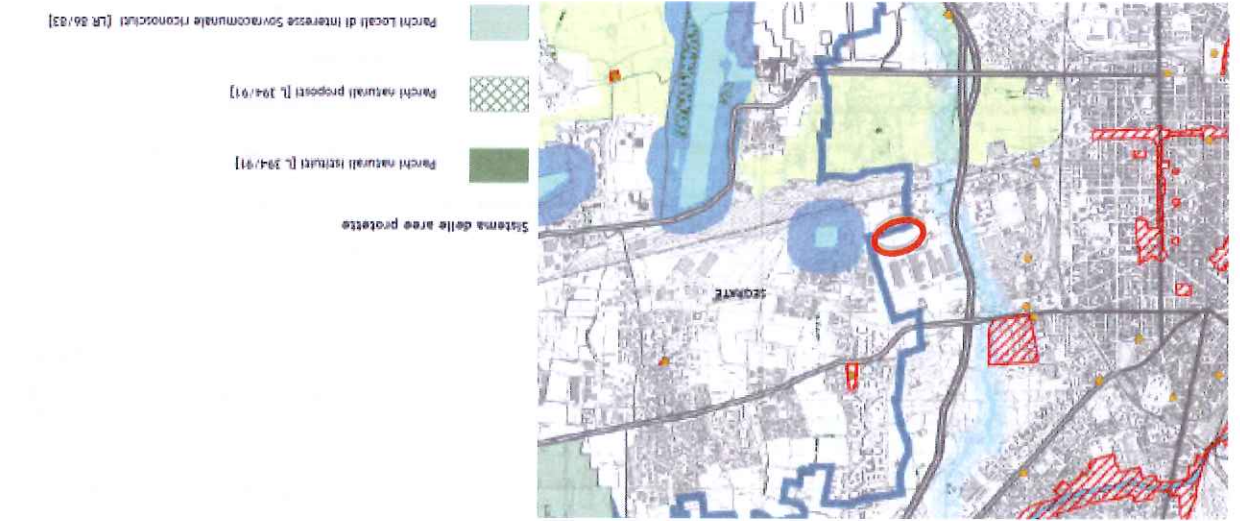 SEGRATE
Sistema delle aree protette
Parchi naturali istituiti [L 394/91]
Parchi naturali proposti [L 394/91]
Parchi Locali di Interesse Sovracomunale riconosciuti [LR 86/83]